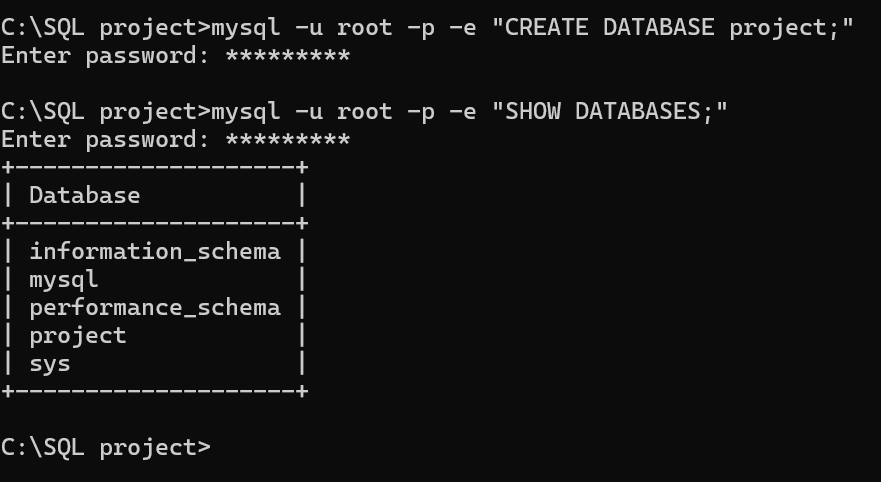 C:\SQL project>mysql -u root -p -e "CREATE DATABASE project;"
Enter password: *********
C:\SQL project>mysql -u root -p -e "SHOW DATABASES;"
Enter password: *********
+--------------------+
| Database           |
+--------------------+
| information_schema |
| mysql              |
| performance_schema |
| project            |
| sys                |
+--------------------+
C:\SQL project>